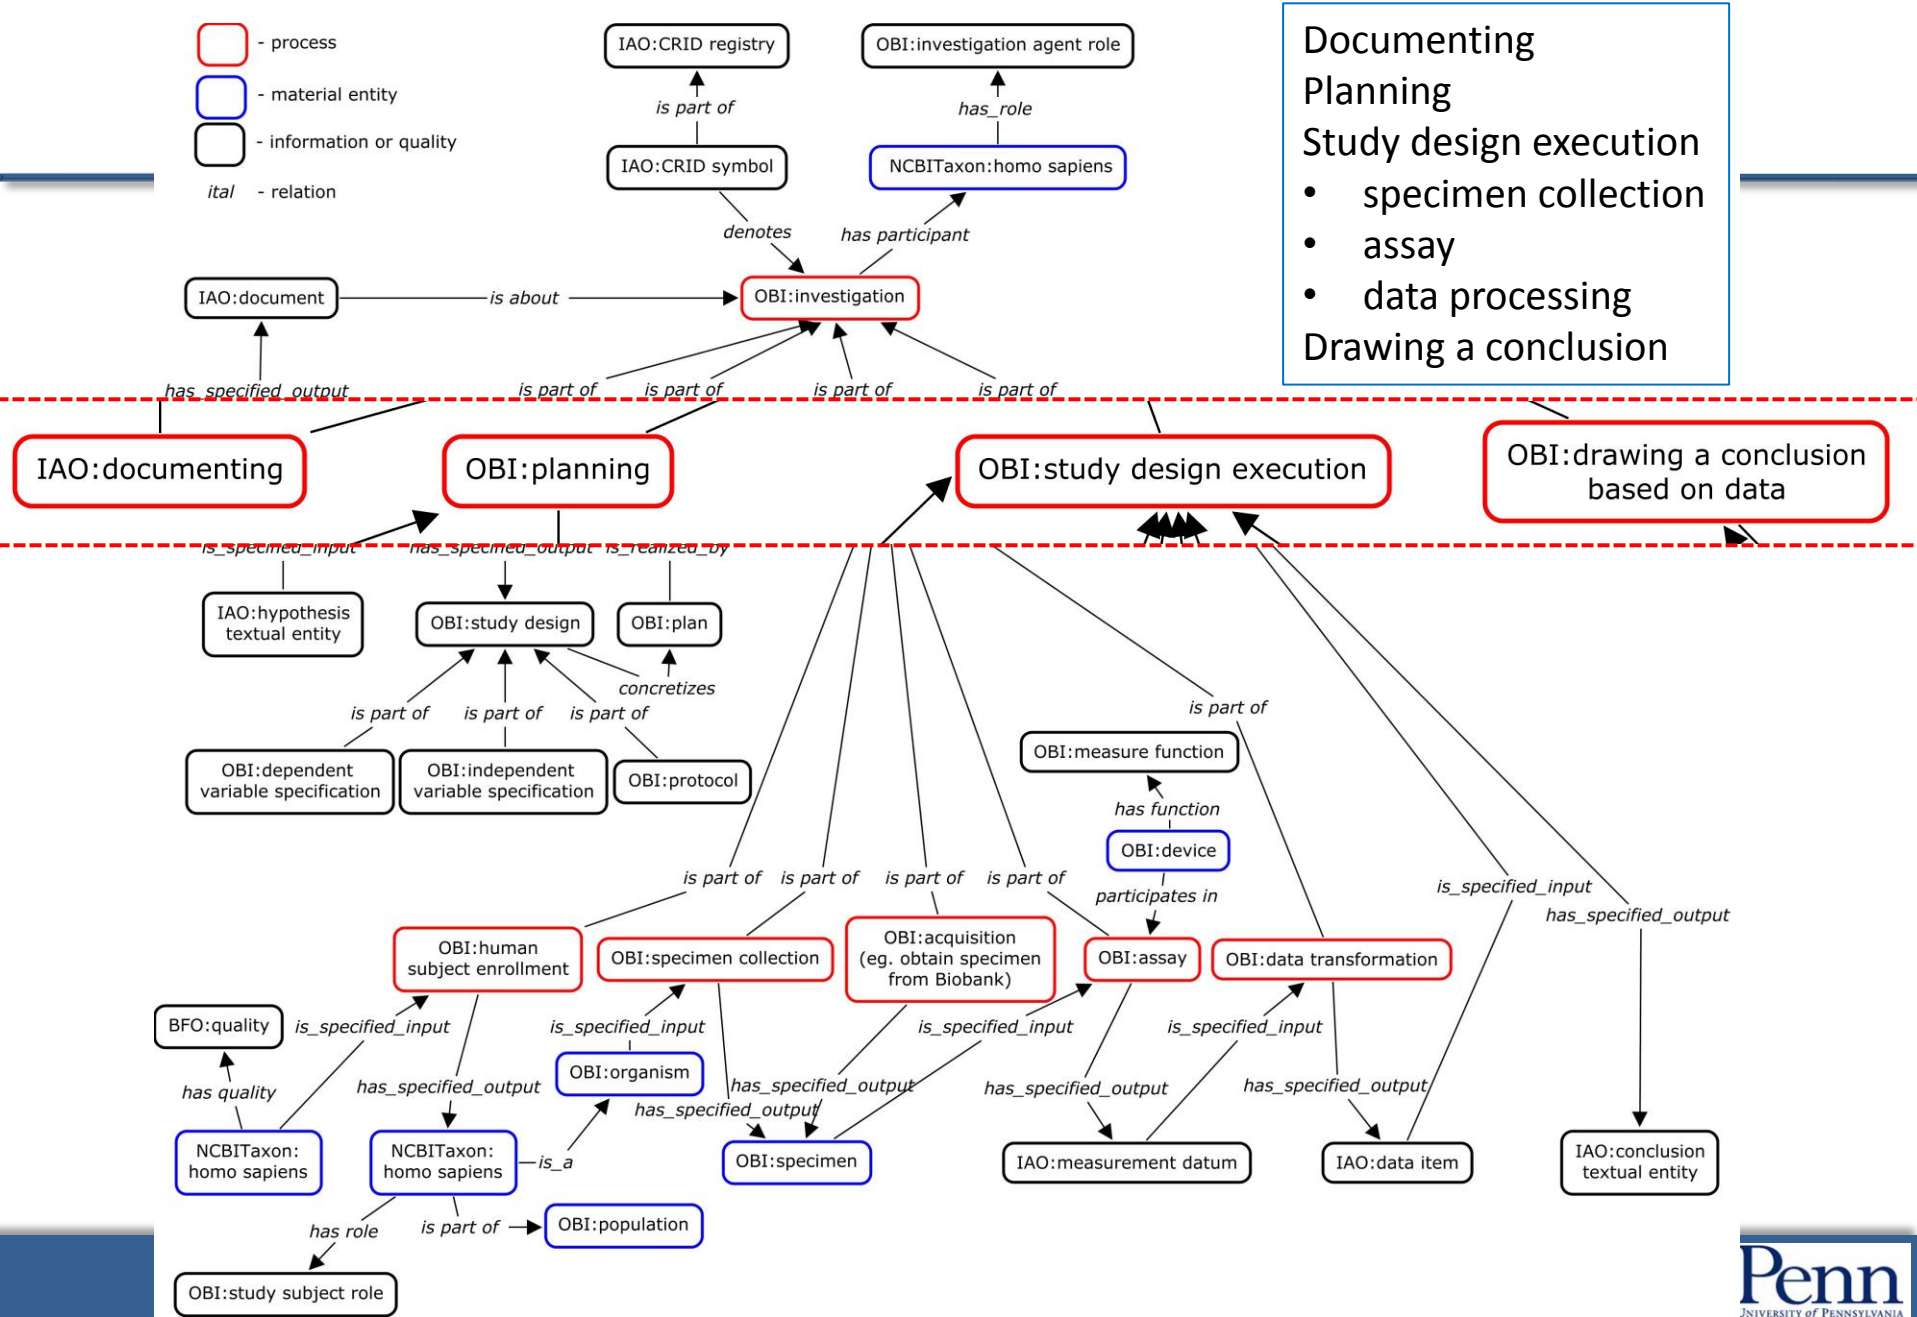 - process
- material entity
- information or quality
ital - relation
IAO:CRID registry
OBI:investigation agent role
is part of
has_role
IAO:CRID symbol
NCBITaxon:homo sapiens
denotes
has participant
IAO:document
is about
OBI:investigation
Documenting
Planning
Study design execution
• specimen collection
• assay
• data processing
Drawing a conclusion
has_specified_output
is part of
is part of
is part of
is part of
IAO:documenting
OBI:planning
OBI:study design execution
OBI:drawing a conclusion
based on data
is_specified_input
has_specified_output
is_realized_by
IAO:hypothesis
textual entity
OBI:study design
OBI:plan
concretizes
is part of
is part of
is part of
is part of
OBI:dependent
variable specification
OBI:independent
variable specification
OBI:protocol
OBI:measure function
has function
OBI:device
participates in
is part of
is part of
is part of
is part of
is_specified_input
has_specified_output
OBI:human
subject enrollment
OBI:specimen collection
OBI:acquisition
(eg. obtain specimen
from Biobank)
OBI:assay
OBI:data transformation
BFO:quality
is_specified_input
is_specified_input
is_specified_input
is_specified_input
OBI:organism
has quality
has_specified_output
has_specified_output
has_specified_output
has_specified_output
has_specified_output
NCBITaxon:
homo sapiens
NCBITaxon:
homo sapiens
is_a
OBI:specimen
IAO:measurement datum
IAO:data item
IAO:conclusion
textual entity
has role
is part of
OBI:population
OBI:study subject role
Penn
UNIVERSITY of PENNSYLVANIA